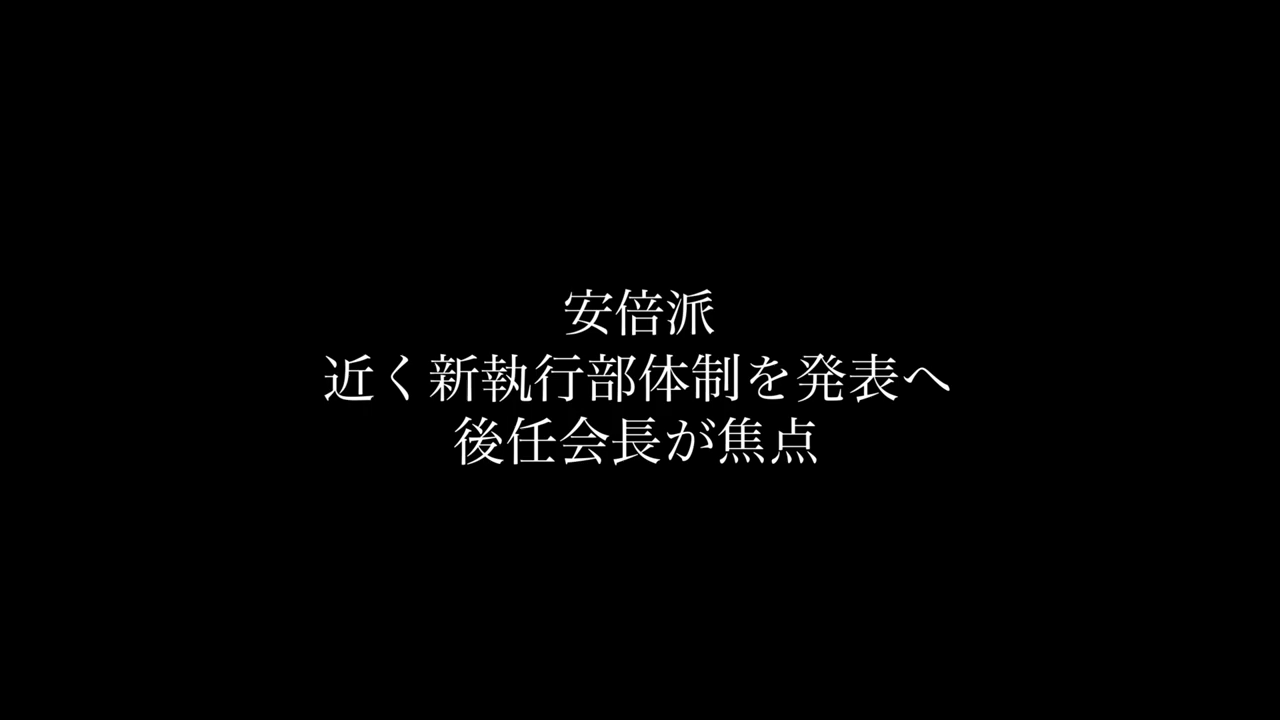 安倍派
近く新執行部体制を発表へ
後任会長が焦点